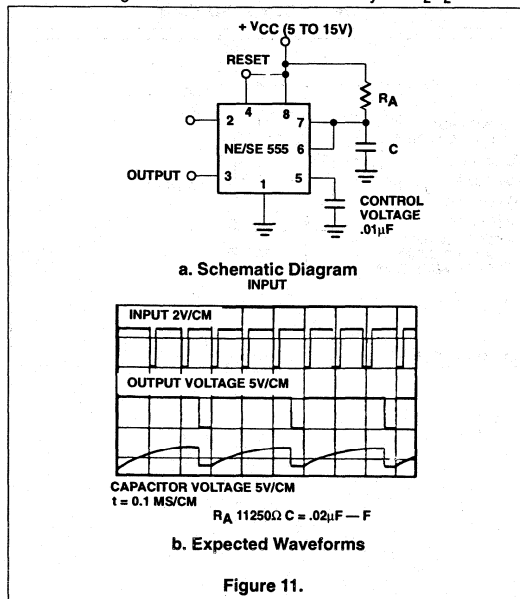 + VCC (5 TO 15V)
RESET
RA
4
8
2
7
NE/SE 555
6
C
OUTPUT
3
5
1
CONTROL
VOLTAGE
.01μF
a. Schematic Diagram
INPUT
INPUT 2V/CM
OUTPUT VOLTAGE 5V/CM
CAPACITOR VOLTAGE 5V/CM
t = 0.1 MS/CM
RA 11250Ω C = .02μF — F
b. Expected Waveforms
Figure 11.